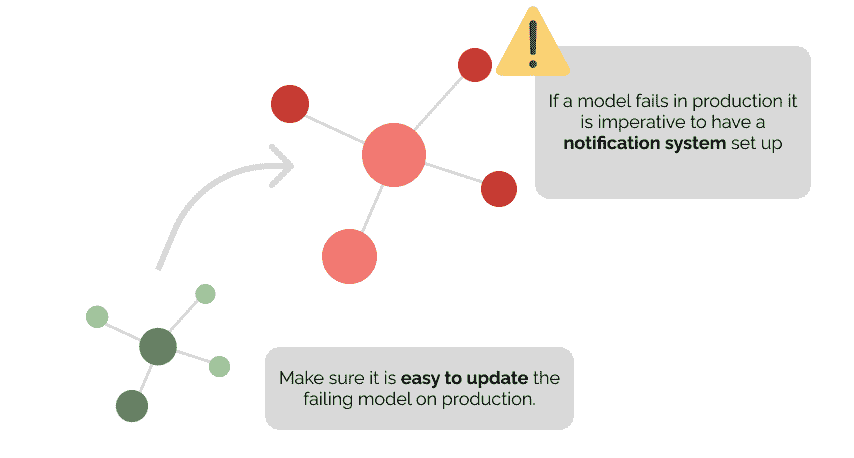 If a model fails in production it
is imperative to have a
notification system set up
Make sure it is easy to update the
failing model on production.